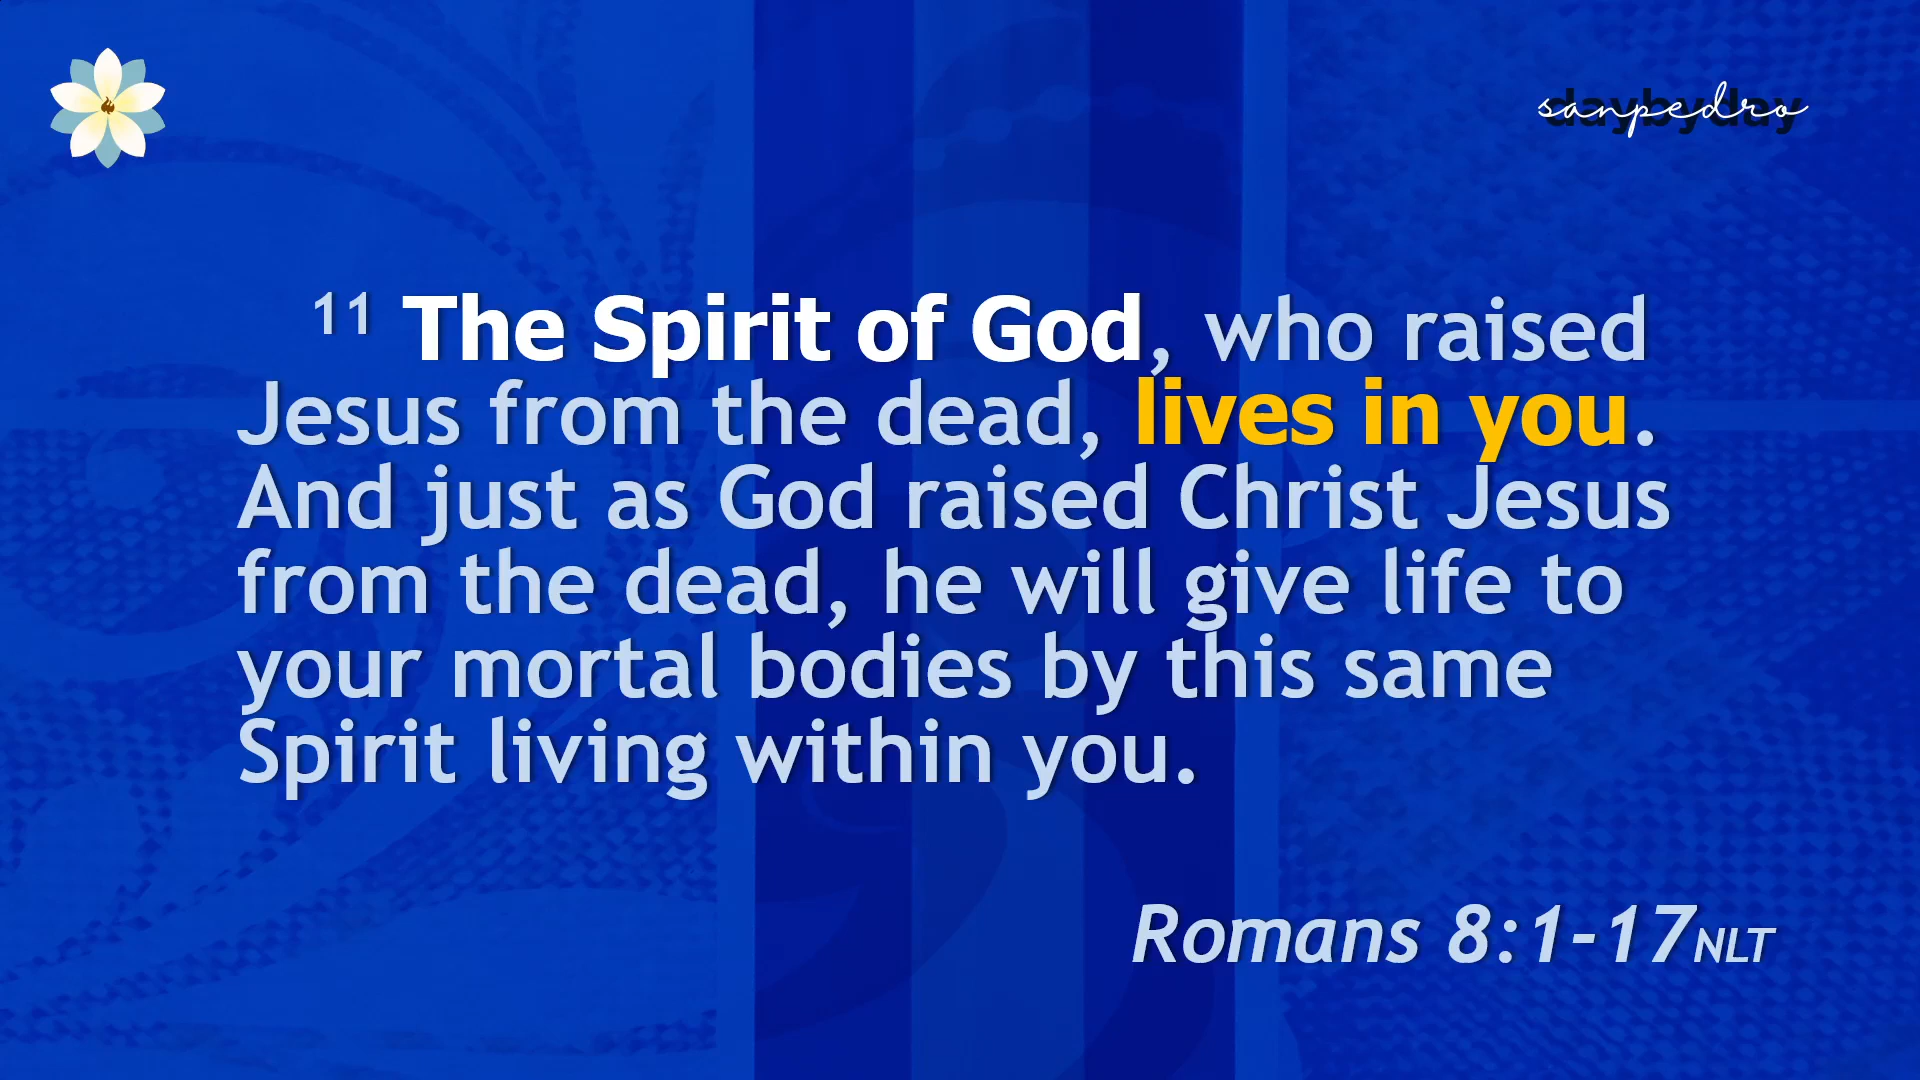 daybyday
sanpedro
11 The Spirit of God, who raised
Jesus from the dead, lives in you.
And just as God raised Christ Jesus
from the dead, he will give life to
your mortal bodies by this same
Spirit living within you.
Romans 8:1-17NLT